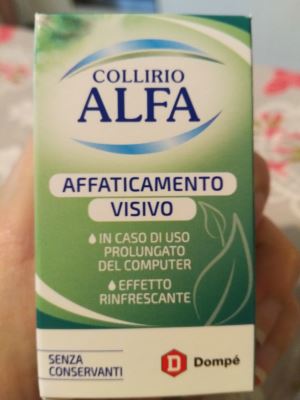 COLLIRIO
ALFA
AFFATICAMENTO
VISIVO
IN CASO DI USO
PROLUNGATO
DEL COMPUTER
EFFETTO
RINFRESCANTE
SENZA
CONSERVANTI
D Dompé